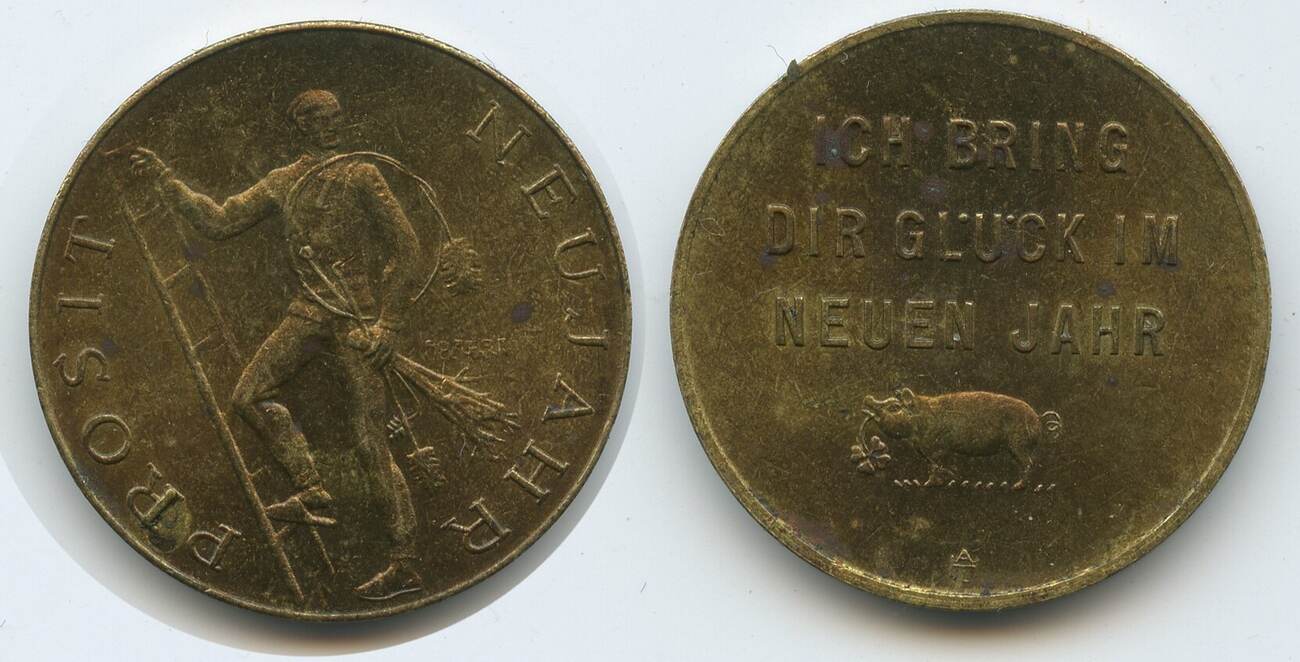 PROSIT NEUJAHR
ICH BRING
DIR GLÜCK IM
NEUEN JAHR